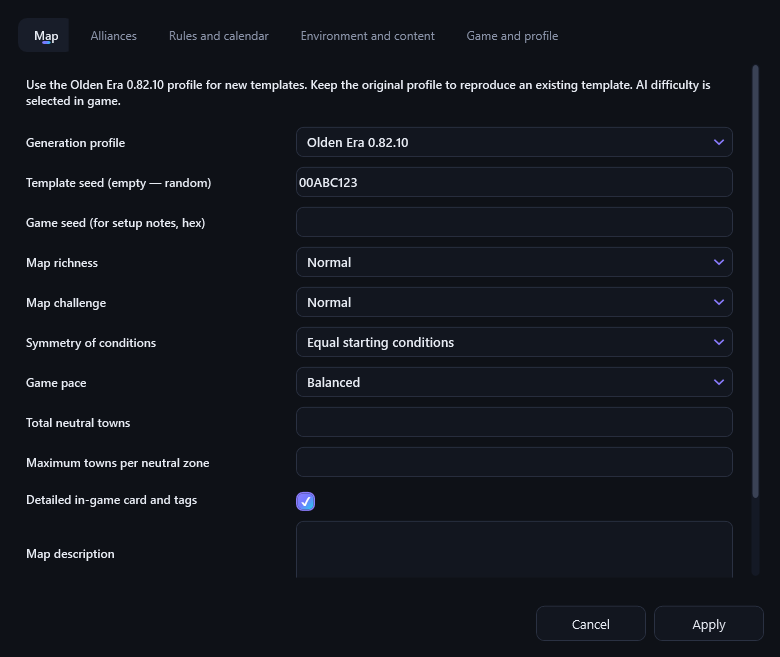 Map
Alliances
Rules and calendar
Environment and content
Game and profile
Use the Olden Era 0.82.10 profile for new templates. Keep the original profile to reproduce an existing template. AI difficulty is
selected in game.
Generation profile
Olden Era 0.82.10
Template seed (empty — random)
00ABC123
Game seed (for setup notes, hex)
Map richness
Normal
Map challenge
Normal
Symmetry of conditions
Equal starting conditions
Game pace
Balanced
Total neutral towns
Maximum towns per neutral zone
Detailed in-game card and tags
Map description
Cancel
Apply